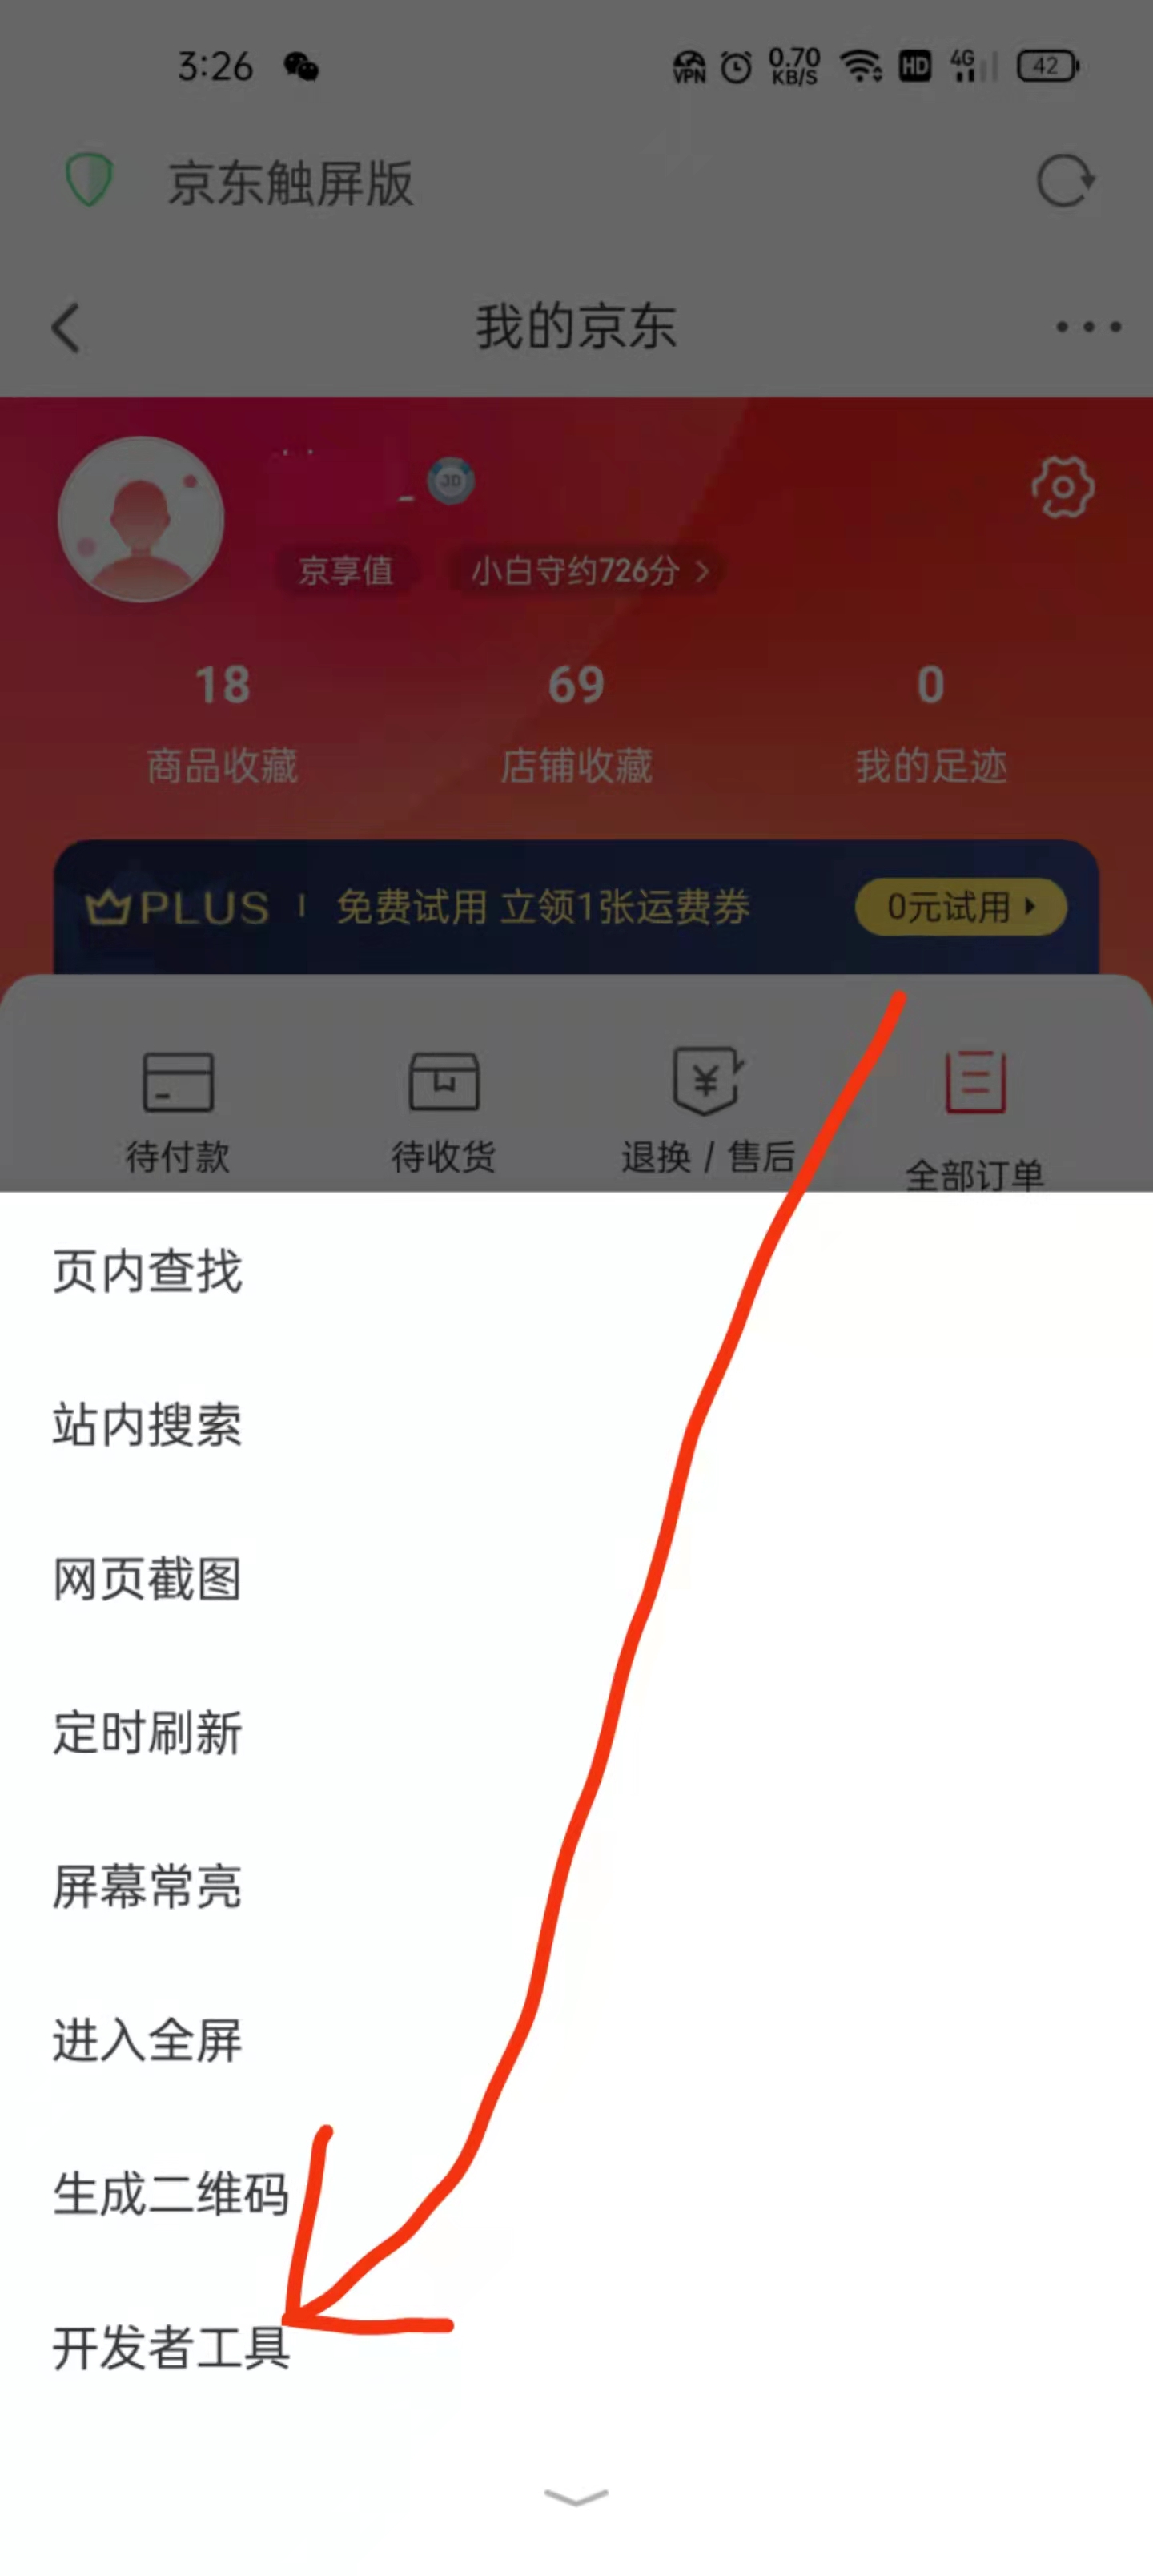 3:26 VPN 0.70 KB/S HD 4G 42
京东触屏版
我的京东
JD
京享值 小白守约726分
18 69 0
商品收藏 店铺收藏 我的足迹
PLUS 免费试用 立领1张运费券 0元试用
待付款 待收货 退换 / 售后 全部订单
页内查找
站内搜索
网页截图
定时刷新
屏幕常亮
进入全屏
生成二维码
开发者工具